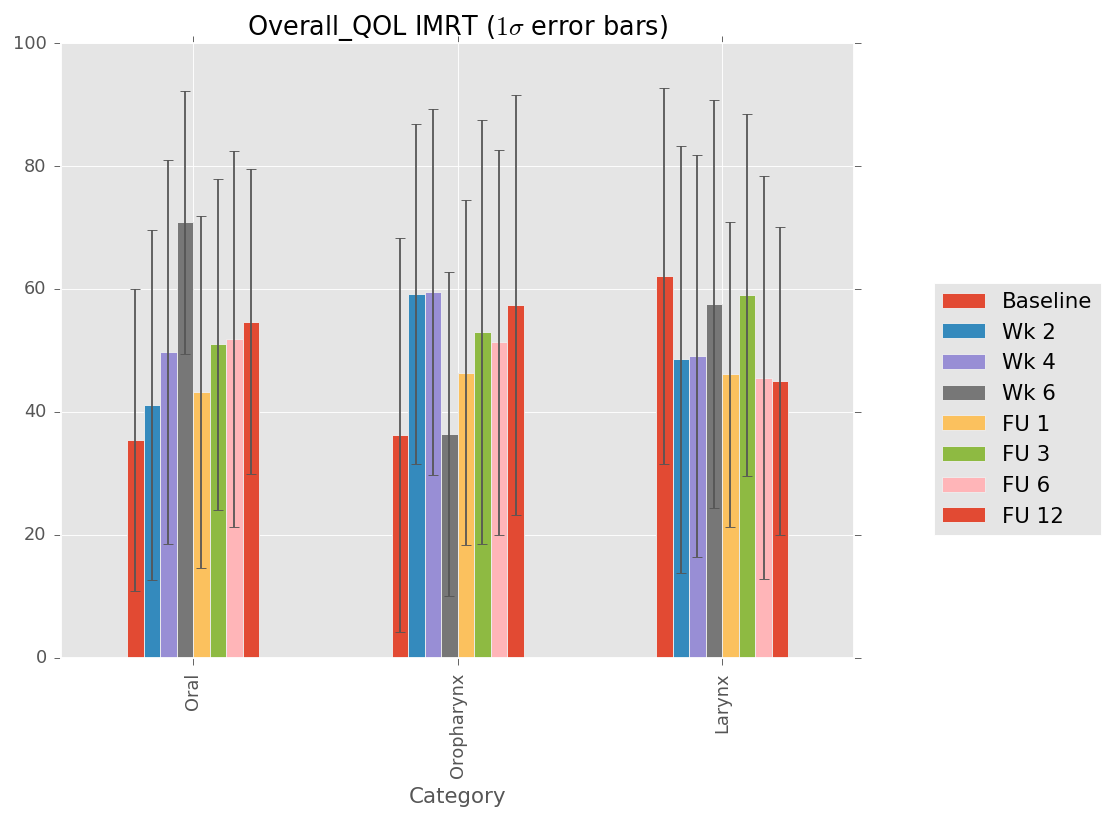 Overall_QOL IMRT (1σ error bars)
100
80
60
40
20
0
Oral
Oropharynx
Larynx
Category
Baseline
Wk 2
Wk 4
Wk 6
FU 1
FU 3
FU 6
FU 12